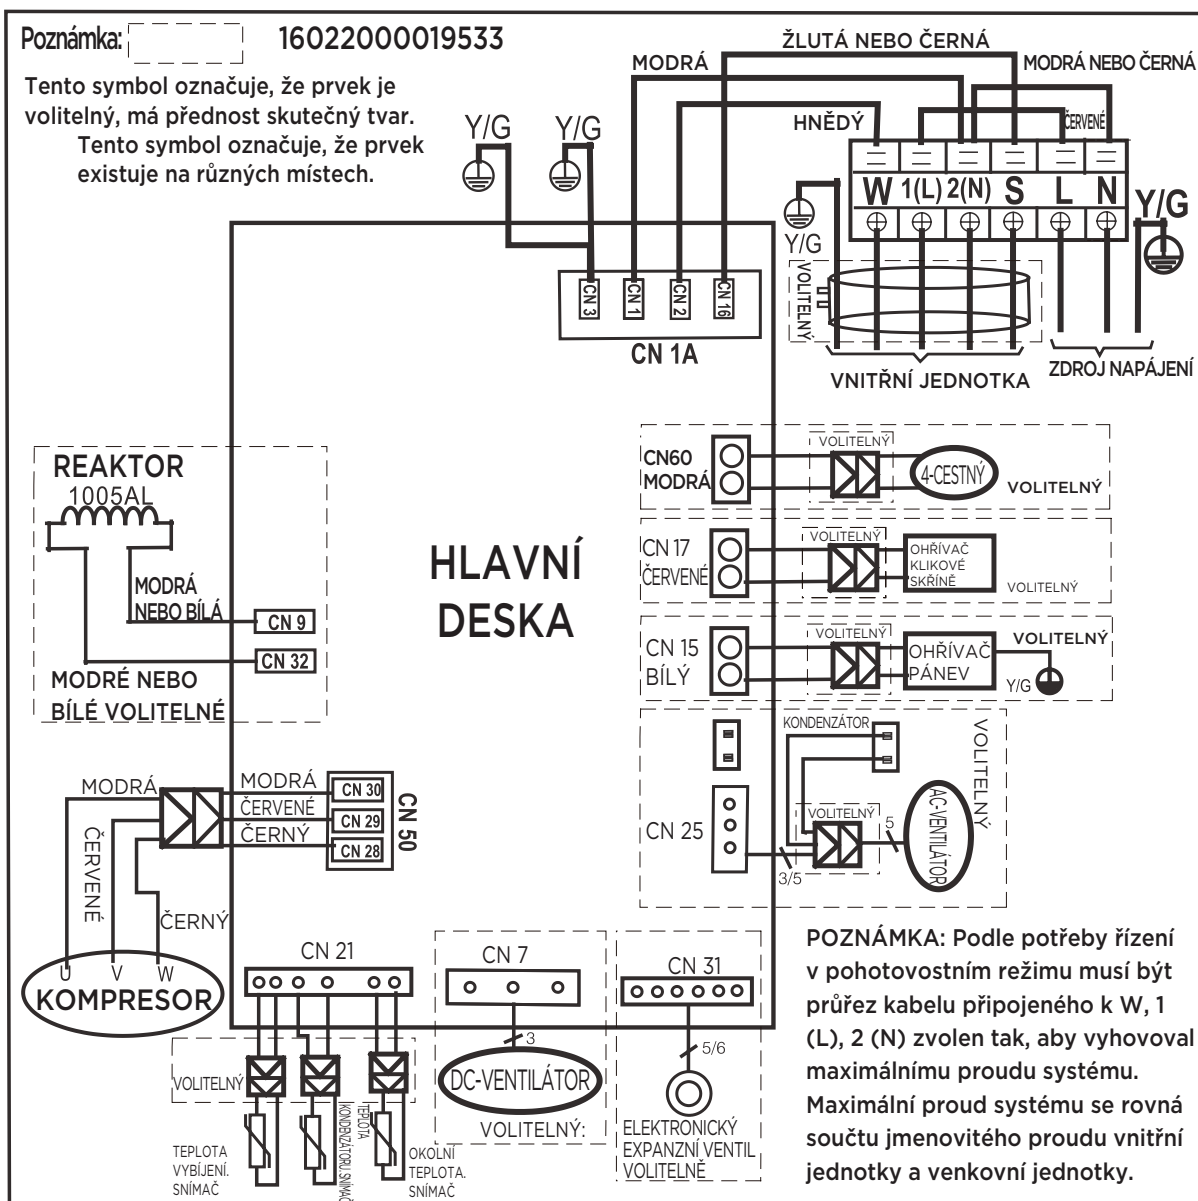 Poznámka:
16022000019533
Tento symbol označuje, že prvek je
volitelný, má přednost skutečný tvar.
Tento symbol označuje, že prvek
existuje na různých místech.
ŽLUTÁ NEBO ČERNÁ
MODRÁ
MODRÁ NEBO ČERNÁ
HNĚDÝ
ČERVENÉ
Y/G
Y/G
W 1(L) 2(N) S L N
Y/G
Y/G
VOLITELNÝ
CN 3
CN 1
CN 2
CN 16
CN 1A
VNITŘNÍ JEDNOTKA
ZDROJ NAPÁJENÍ
REAKTOR
1005AL
MODRÁ
NEBO BÍLÁ
CN 9
CN 32
MODRÉ NEBO
BÍLÉ VOLITELNÉ
HLAVNÍ
DESKA
CN60
MODRÁ
VOLITELNÝ
4-CESTNÝ
VOLITELNÝ
CN 17
ČERVENÉ
VOLITELNÝ
OHŘÍVAČ
KLIKOVÉ
SKŘÍNĚ
VOLITELNÝ
CN 15
BÍLÝ
VOLITELNÝ
OHŘÍVAČ
PÁNEV
VOLITELNÝ
Y/G
KONDENZÁTOR
VOLITELNÝ
CN 25
VOLITELNÝ
3/5
5
AC-VENTILÁTOR
MODRÁ
ČERVENÉ
ČERNÝ
MODRÁ
ČERVENÉ
ČERNÝ
CN 30
CN 29
CN 28
CN 50
U V W
KOMPRESOR
CN 21
VOLITELNÝ
TEPLOTA
VYBÍJENÍ.
SNÍMAČ
TEPLOTA
KONDENZÁTORU. SNÍMAČ
OKOLNÍ
TEPLOTA.
SNÍMAČ
CN 7
3
DC-VENTILÁTOR
VOLITELNÝ:
CN 31
5/6
ELEKTRONICKÝ
EXPANZNÍ VENTIL
VOLITELNĚ
POZNÁMKA: Podle potřeby řízení
v pohotovostním režimu musí být
průřez kabelu připojeného k W, 1
(L), 2 (N) zvolen tak, aby vyhovoval
maximálnímu proudu systému.
Maximální proud systému se rovná
součtu jmenovitého proudu vnitřní
jednotky a venkovní jednotky.